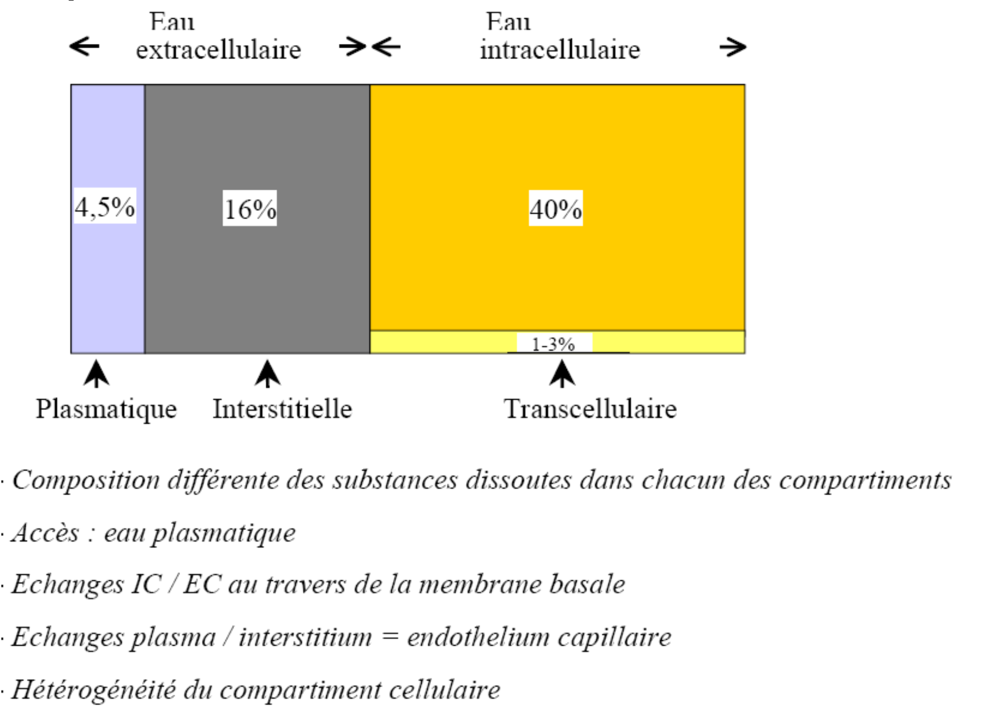 Eau
extracellulaire
Eau
intracellulaire
4,5%
16%
40%
1-3%
Plasmatique
Interstitielle
Transcellulaire
· Composition différente des substances dissoutes dans chacun des compartiments
· Accès : eau plasmatique
· Echanges IC / EC au travers de la membrane basale
· Echanges plasma / interstitium = endothelium capillaire
· Hétérogénéité du compartiment cellulaire